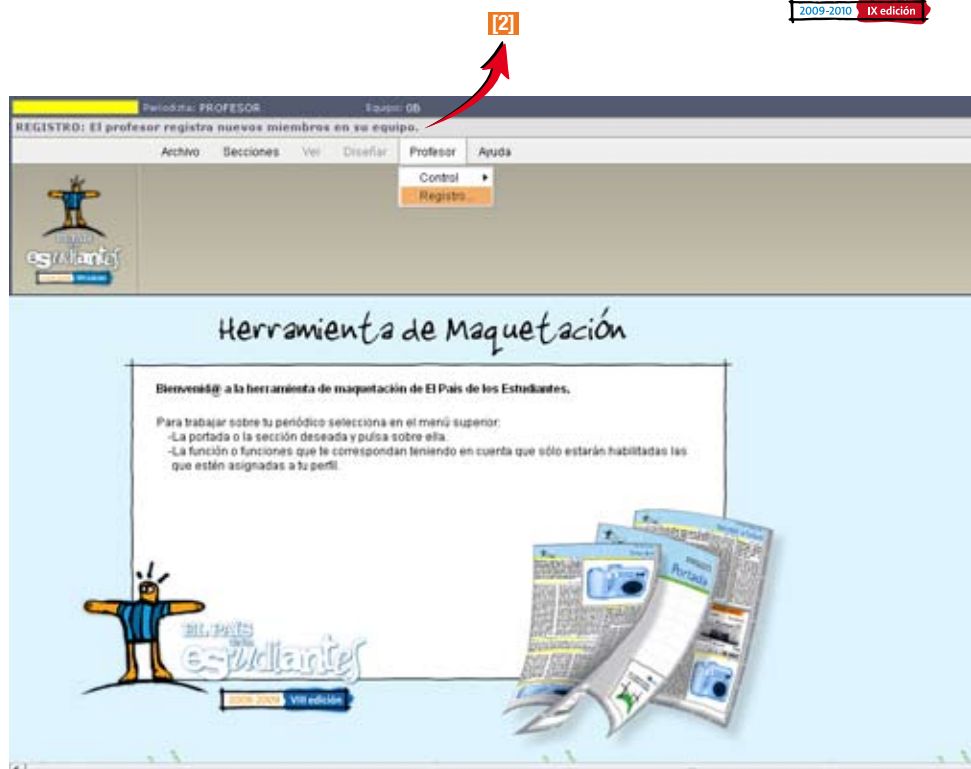 2009-2010 IX edición
[2]
Periodista: PROFESOR Equipo: OB
REGISTRO: El profesor registra nuevos miembros en su equipo.
Archivo Secciones Ver Diseñar Profesor Ayuda
Control
Registro...
estudiantes
Herramienta de Maquetación
Bienvenid@ a la herramienta de maquetación de El País de los Estudiantes.
Para trabajar sobre tu periódico selecciona en el menú superior:
-La portada o la sección deseada y pulsa sobre ella.
-La función o funciones que te correspondan teniendo en cuenta que sólo estarán habilitadas las
que estén asignadas a tu perfil.
Portada
EL PAÍS
estudiantes
VIII edición